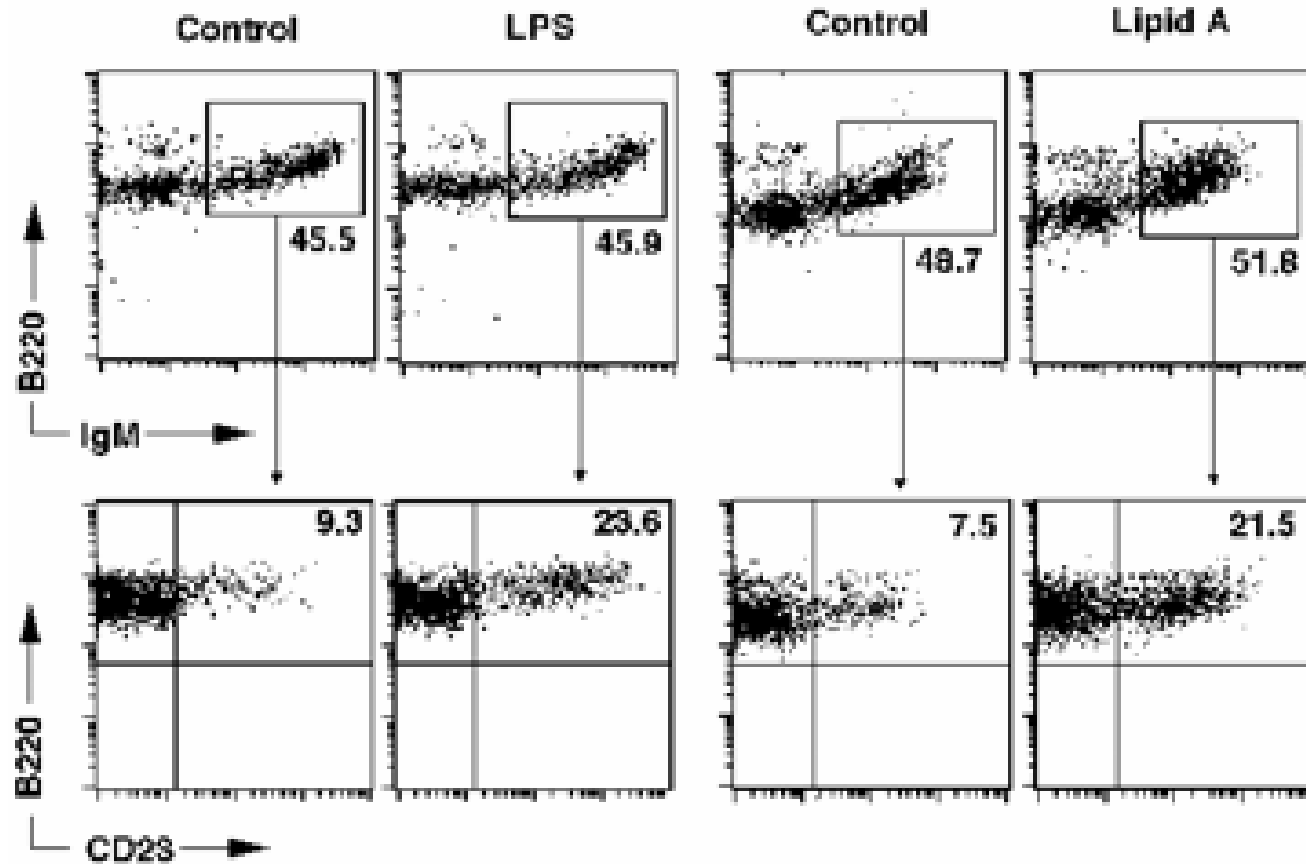 Control LPS Control Lipid A
45.5 45.9 48.7 51.8
B220
IgM
9.3 23.6 7.5 21.5
B220
CD23